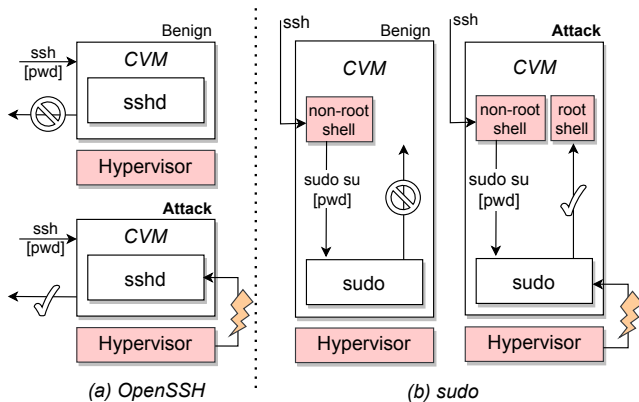 Benign
ssh
[pwd]
CVM
sshd
Hypervisor
Attack
ssh
[pwd]
CVM
sshd
Hypervisor
(a) OpenSSH
ssh
Benign
CVM
non-root
shell
sudo su
[pwd]
sudo
Hypervisor
ssh
Attack
CVM
non-root
shell
root
shell
sudo su
[pwd]
sudo
Hypervisor
(b) sudo